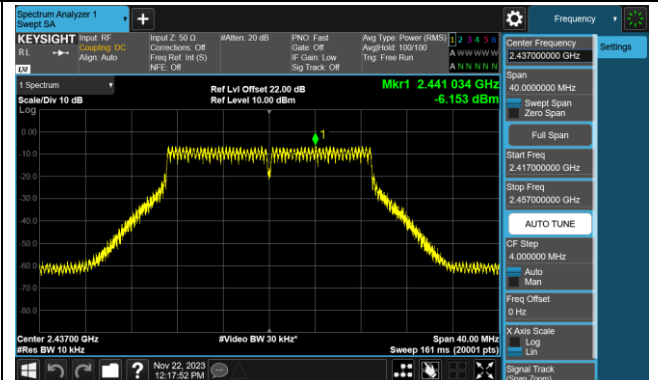 Spectrum Analyzer 1
Swept SA
+
Frequency
KEYSIGHT
RL
LXI
Input: RF
Coupling: DC
Align: Auto
Input Z: 50 Ω
Corrections: Off
Freq Ref: Int (S)
NFE: Off
#Atten: 20 dB
PNO: Fast
Gate: Off
IF Gain: Low
Sig Track: Off
Avg Type: Power (RMS)
Avg|Hold: 100/100
Trig: Free Run
1 2 3 4 5 6
A W W W W W
A N N N N N
1 Spectrum
Scale/Div 10 dB
Log
Ref Lvl Offset 22.00 dB
Ref Level 10.00 dBm
Mkr1 2.441 034 GHz
-6.153 dBm
1
0.00
-10.0
-20.0
-30.0
-40.0
-50.0
-60.0
-70.0
-80.0
Center 2.43700 GHz
#Res BW 10 kHz
#Video BW 30 kHz*
Span 40.00 MHz
Sweep 161 ms (20001 pts)
Center Frequency
2.437000000 GHz
Span
40.0000000 MHz
Swept Span
Zero Span
Full Span
Start Freq
2.417000000 GHz
Stop Freq
2.457000000 GHz
AUTO TUNE
CF Step
4.000000 MHz
Auto
Man
Freq Offset
0 Hz
X Axis Scale
Log
Lin
Signal Track
(Span Zoom)
Settings
?
Nov 22, 2023
12:17:52 PM